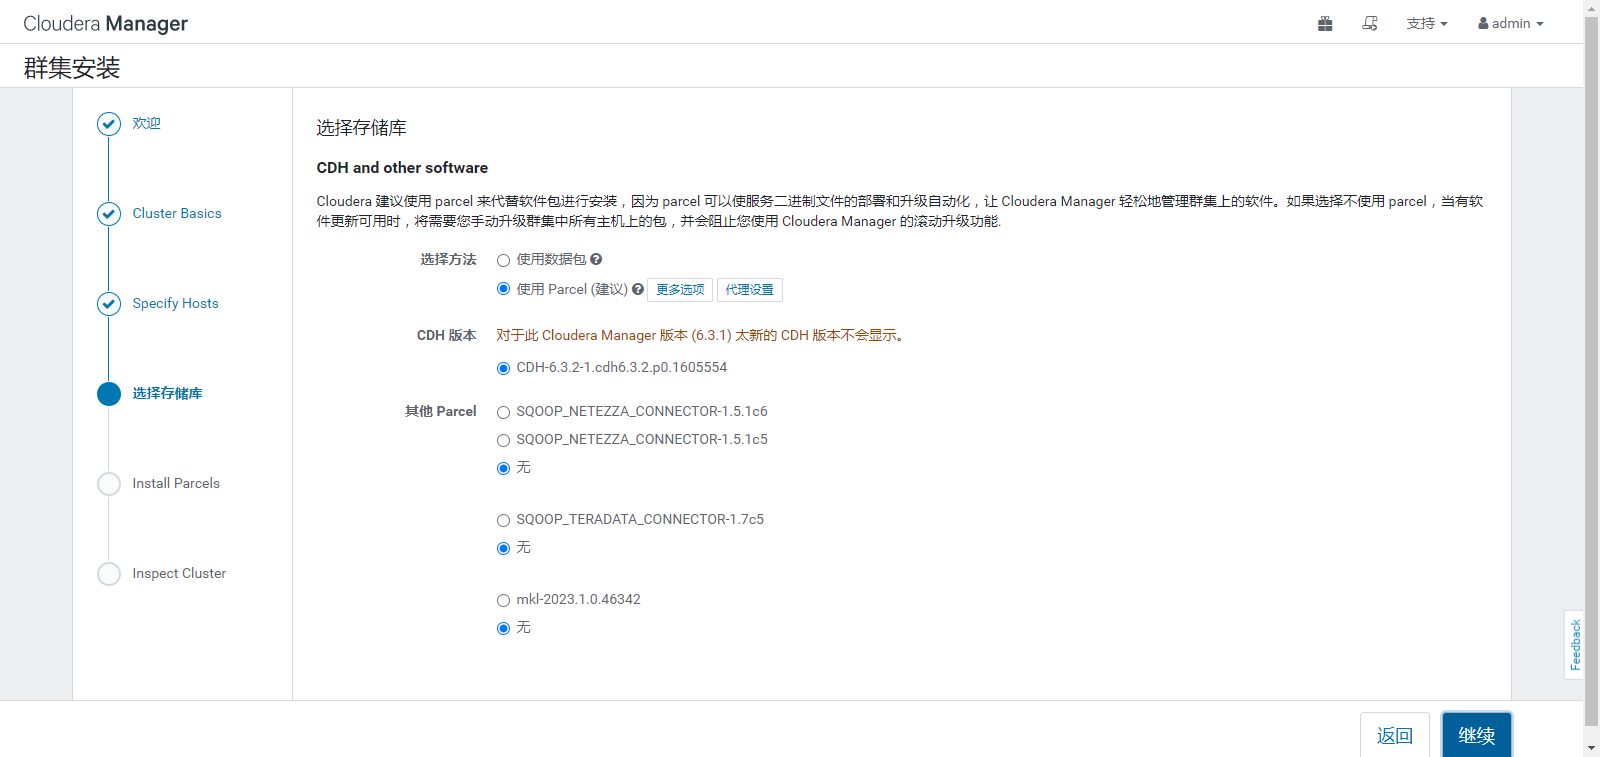 Cloudera Manager
支持
admin
群集安装
欢迎
Cluster Basics
Specify Hosts
选择存储库
Install Parcels
Inspect Cluster
选择存储库
CDH and other software
Cloudera 建议使用 parcel 来代替软件包进行安装，因为 parcel 可以使服务二进制文件的部署和升级自动化，让 Cloudera Manager 轻松地管理群集上的软件。如果选择不使用 parcel，当有软
件更新可用时，将需要您手动升级群集中所有主机上的包，并会阻止您使用 Cloudera Manager 的滚动升级功能.
选择方法
使用数据包
使用 Parcel (建议) 更多选项 代理设置
CDH 版本
对于此 Cloudera Manager 版本 (6.3.1) 太新的 CDH 版本不会显示。
CDH-6.3.2-1.cdh6.3.2.p0.1605554
其他 Parcel
SQOOP_NETEZZA_CONNECTOR-1.5.1c6
SQOOP_NETEZZA_CONNECTOR-1.5.1c5
无
SQOOP_TERADATA_CONNECTOR-1.7c5
无
mkl-2023.1.0.46342
无
Feedback
返回
继续